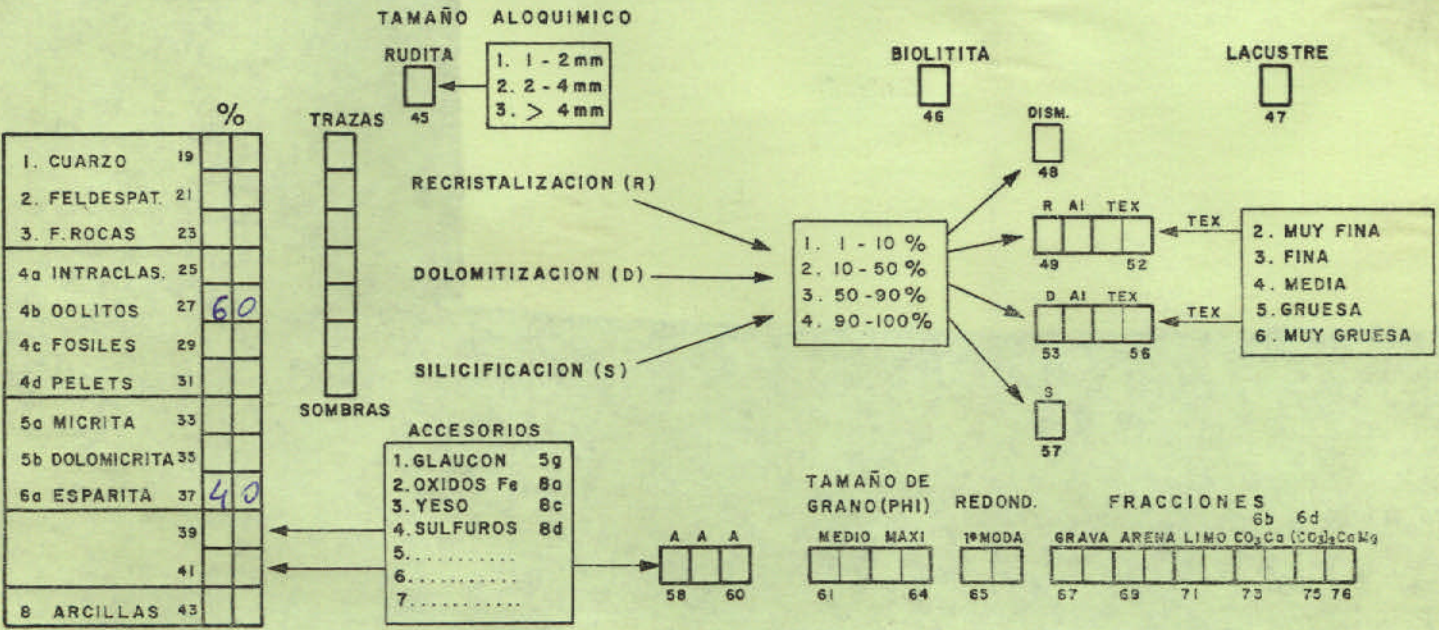 TAMAÑO ALOQUIMICO
RUDITA
45
1. 1 - 2 mm
2. 2 - 4 mm
3. > 4 mm
BIOLITITA
46
LACUSTRE
47
%
1. CUARZO 19
2. FELDESPAT. 21
3. F. ROCAS 23
4a INTRACLAS. 25
4b OOLITOS 27 60
4c FOSILES 29
4d PELETS 31
5a MICRITA 33
5b DOLOMICRITA 35
6a ESPARITA 37 40
39
41
8 ARCILLAS 43
TRAZAS
SOMBRAS
RECRISTALIZACION (R)
DOLOMITIZACION (D)
SILICIFICACION (S)
1. 1 - 10 %
2. 10 - 50 %
3. 50 - 90 %
4. 90 - 100 %
DISM.
48
R AI TEX
49 52
D AI TEX
53 56
S
57
TEX
TEX
2. MUY FINA
3. FINA
4. MEDIA
5. GRUESA
6. MUY GRUESA
ACCESORIOS
1. GLAUCON 5g
2. OXIDOS Fe 8a
3. YESO 8c
4. SULFUROS 8d
5. . . . . . . . . .
6. . . . . . . . . .
7. . . . . . . . . . .
A A A
58 60
TAMAÑO DE
GRANO (PHI)
MEDIO MAXI
61 64
REDOND.
1ª MODA
65
FRACCIONES
6b 6d
GRAVA ARENA LIMO CO₃Ca (CO₃)₂CaMg
67 69 71 73 75 76